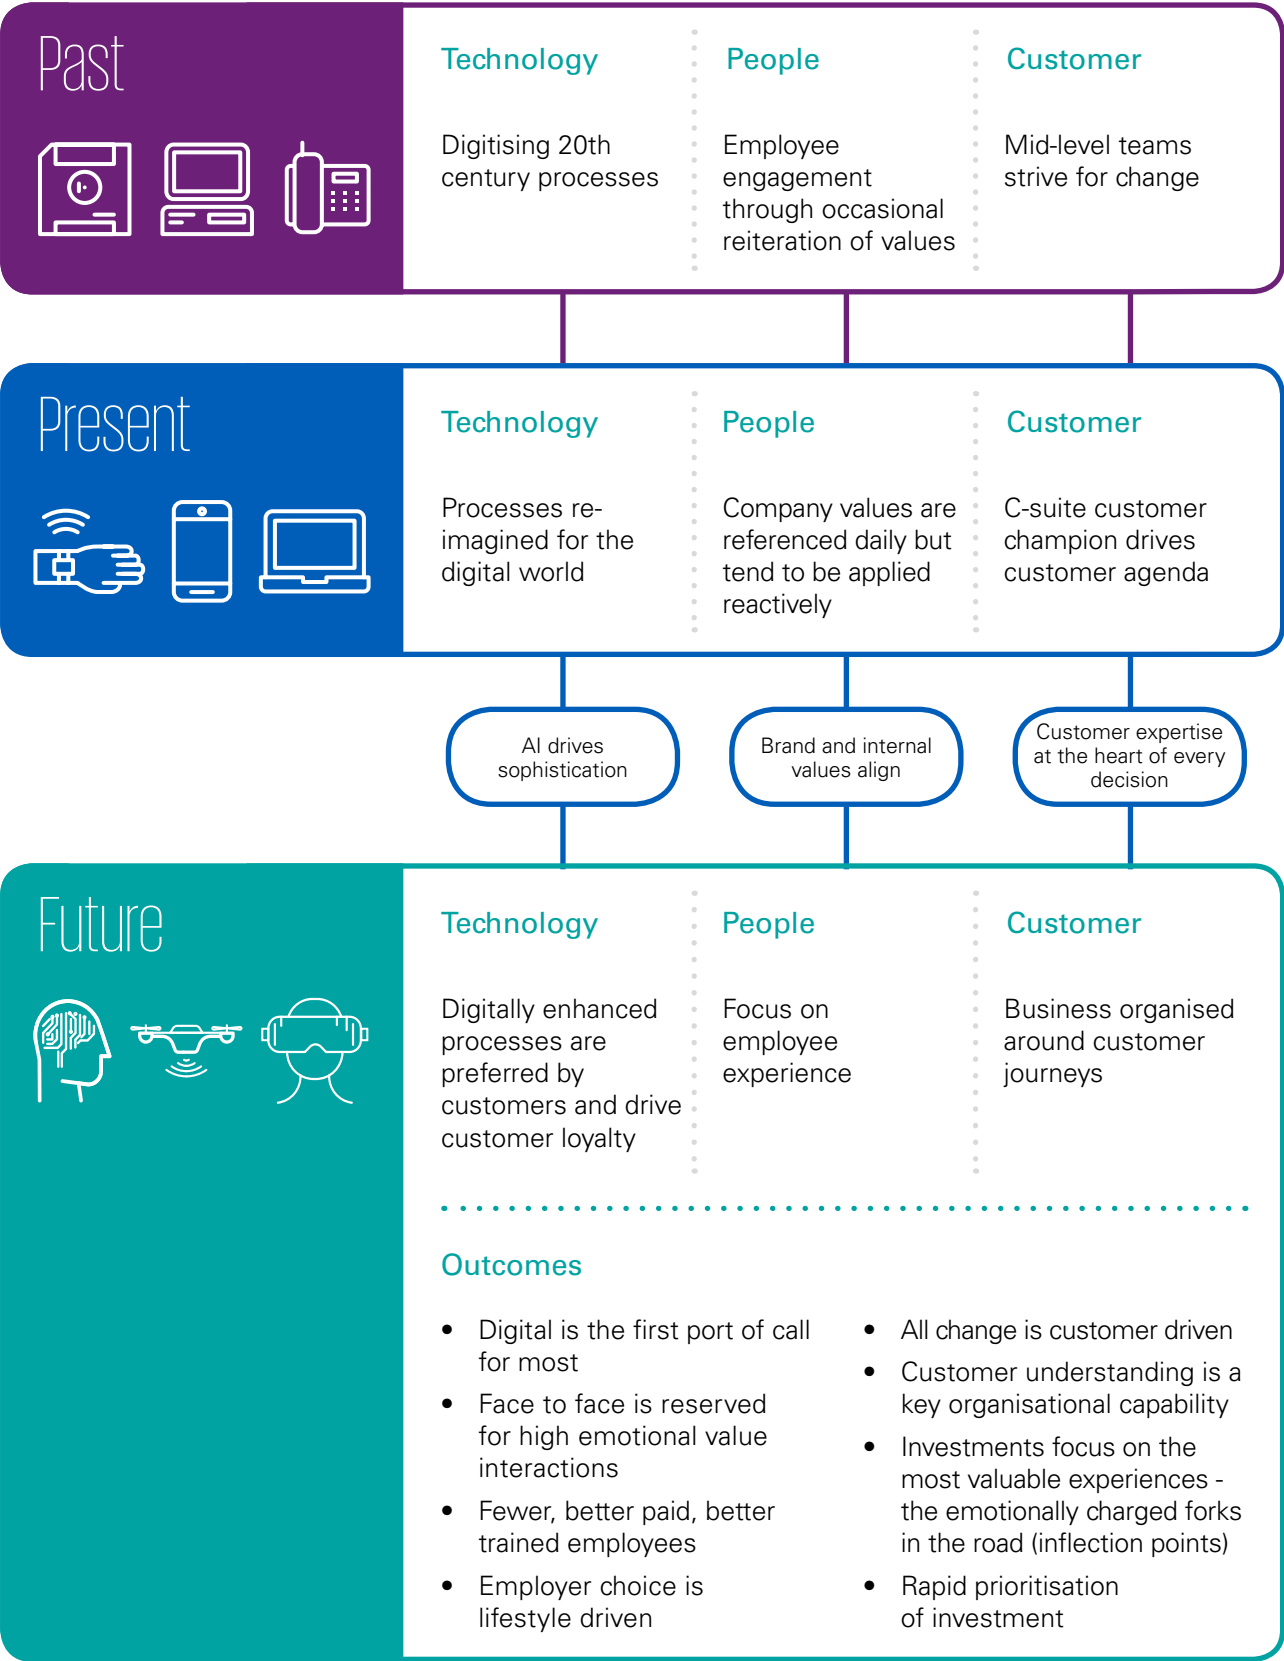 Past
Technology
People
Customer
Digitising 20th
century processes
Employee
engagement
through occasional
reiteration of values
Mid-level teams
strive for change
Present
Technology
People
Customer
Processes re-
imagined for the
digital world
Company values are
referenced daily but
tend to be applied
reactively
C-suite customer
champion drives
customer agenda
AI drives
sophistication
Brand and internal
values align
Customer expertise
at the heart of every
decision
Future
Technology
People
Customer
Digitally enhanced
processes are
preferred by
customers and drive
customer loyalty
Focus on
employee
experience
Business organised
around customer
journeys
Outcomes
• Digital is the first port of call
for most
• Face to face is reserved
for high emotional value
interactions
• Fewer, better paid, better
trained employees
• Employer choice is
lifestyle driven
• All change is customer driven
• Customer understanding is a
key organisational capability
• Investments focus on the
most valuable experiences -
the emotionally charged forks
in the road (inflection points)
• Rapid prioritisation
of investment